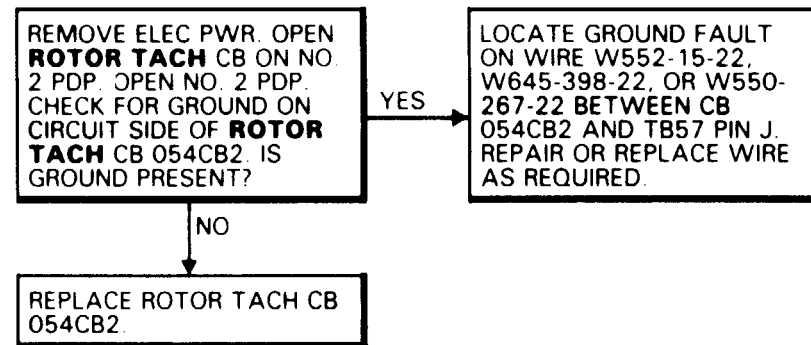 REMOVE ELEC PWR. OPEN
ROTOR TACH CB ON NO.
2 PDP. OPEN NO. 2 PDP.
CHECK FOR GROUND ON
CIRCUIT SIDE OF ROTOR
TACH CB 054CB2. IS
GROUND PRESENT?
YES
LOCATE GROUND FAULT
ON WIRE W552-15-22,
W645-398-22, OR W550-
267-22 BETWEEN CB
054CB2 AND TB57 PIN J.
REPAIR OR REPLACE WIRE
AS REQUIRED.
NO
REPLACE ROTOR TACH CB
054CB2.